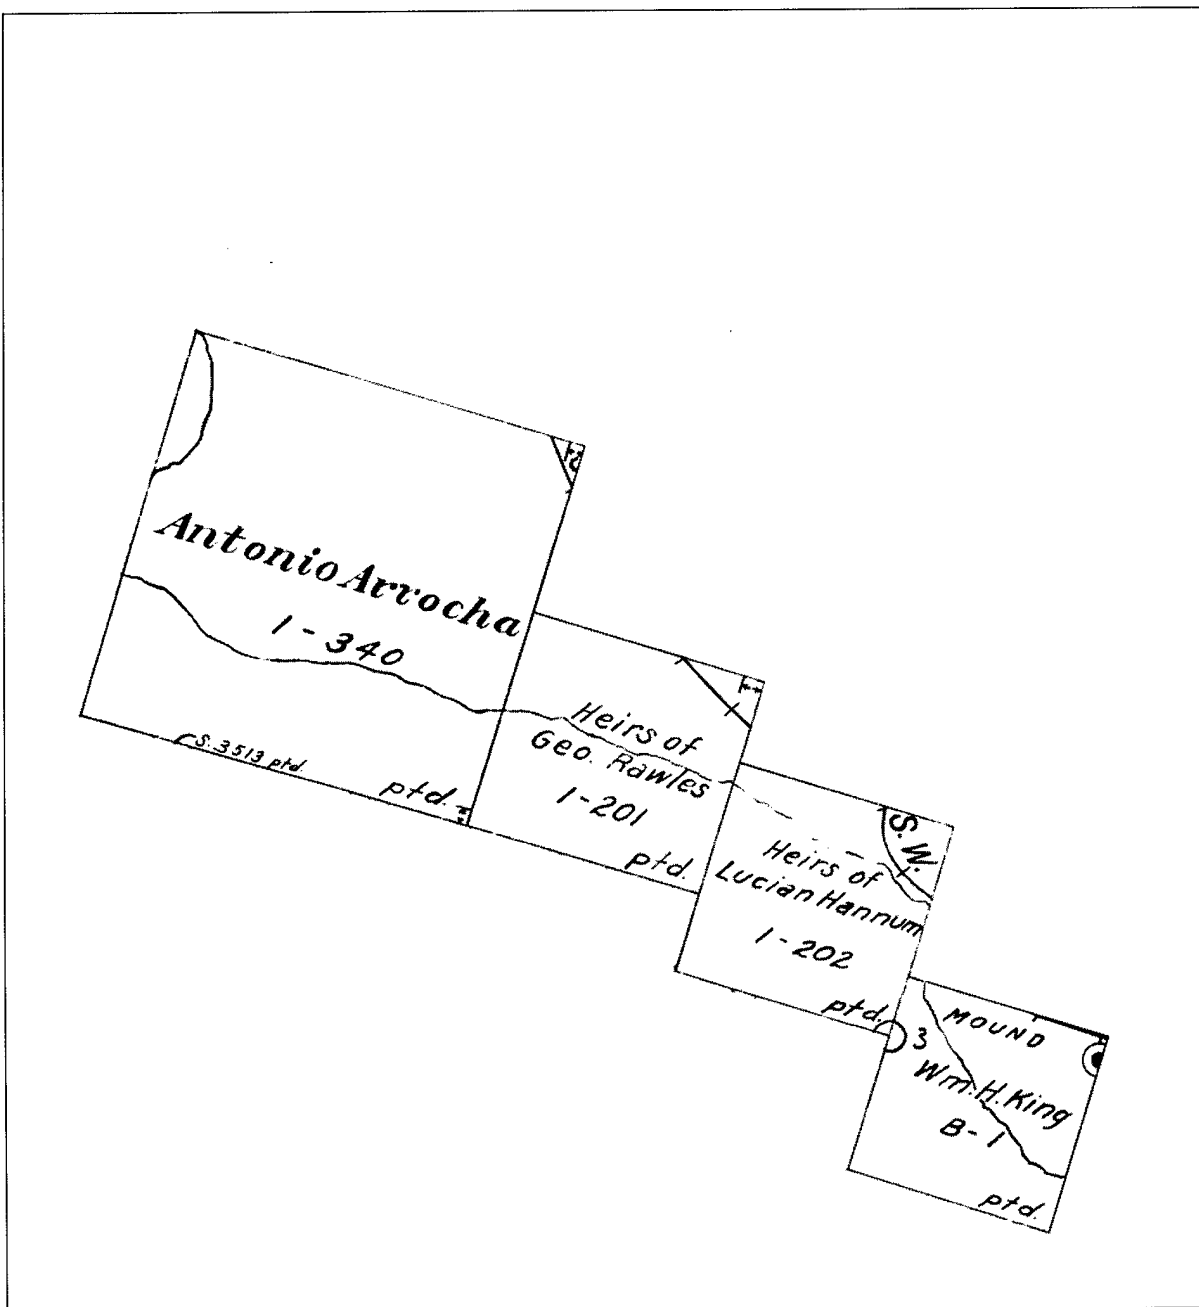 Antonio Arrocha
1-340
S. 3513 ptd.
ptd.
Heirs of
Geo. Rawles
1-201
ptd.
S.W.
Heirs of
Lucian Hannum
1-202
ptd.
MOUND
3
Wm. H. King
B-1
ptd.